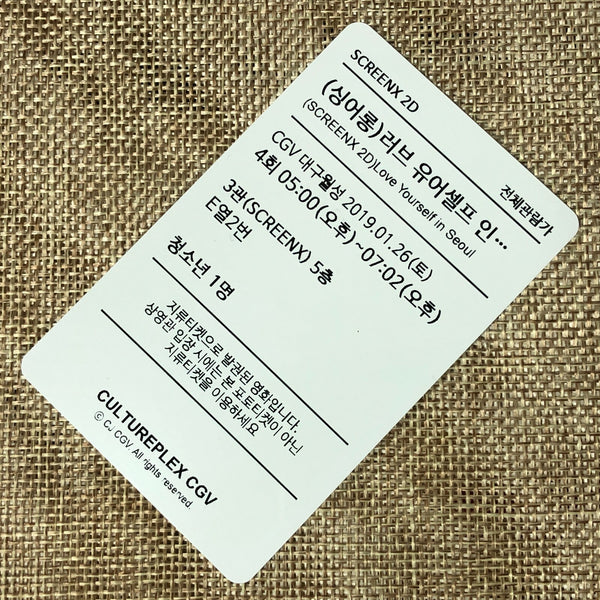 SCREENX 2D
전체관람가
(싱어롱)러브 유어셀프 인...
(SCREENX 2D)Love Yourself in Seoul
CGV 대구월성 2019.01.26(토)
4회 05:00(오후)~07:02(오후)
3관(SCREENX) 5층
E열2번
청소년 1명
지류티켓으로 발권된 영화입니다.
상영관 입장 시에는 본 포토티켓이 아닌
지류티켓을 이용하세요
CULTUREPLEX CGV
ⓒ CJ CGV. All rights reserved